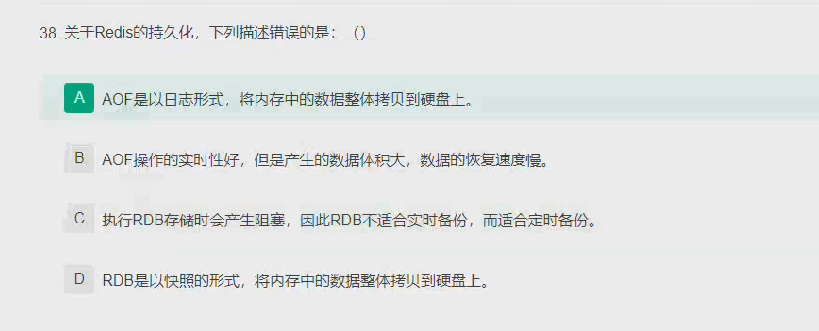 38 关于Redis的持久化，下列描述错误的是：（）
A AOF是以日志形式，将内存中的数据整体拷贝到硬盘上。
B AOF操作的实时性好，但是产生的数据体积大，数据的恢复速度慢。
C 执行RDB存储时会产生阻塞，因此RDB不适合实时备份，而适合定时备份。
D RDB是以快照的形式，将内存中的数据整体拷贝到硬盘上。